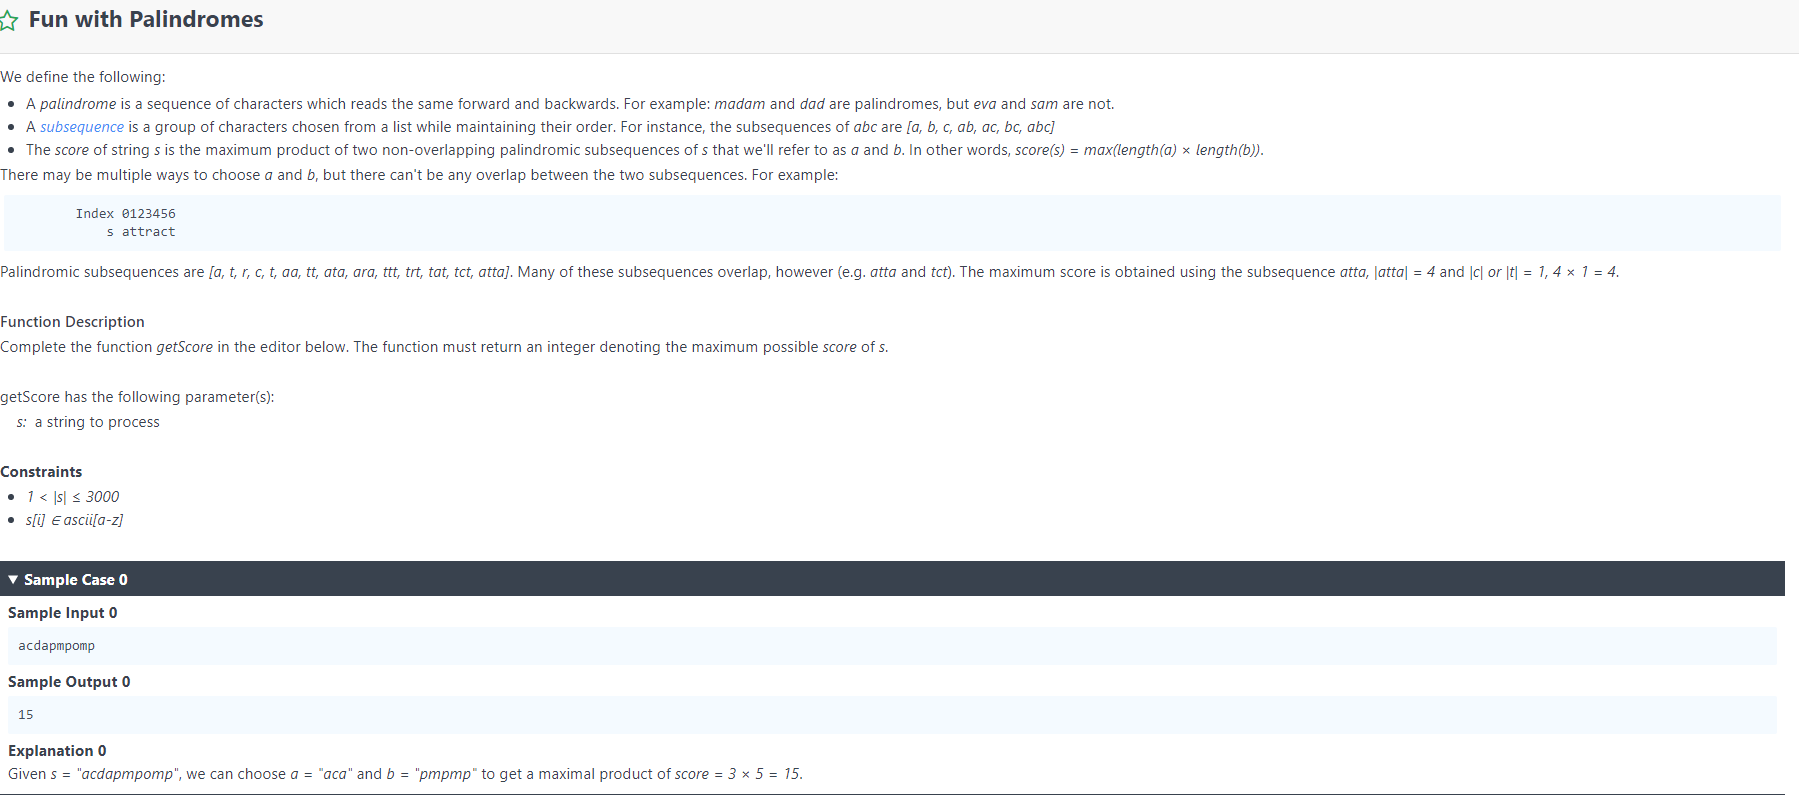 Fun with Palindromes
We define the following:
• A palindrome is a sequence of characters which reads the same forward and backwards. For example: madam and dad are palindromes, but eva and sam are not.
• A subsequence is a group of characters chosen from a list while maintaining their order. For instance, the subsequences of abc are [a, b, c, ab, ac, bc, abc]
• The score of string s is the maximum product of two non-overlapping palindromic subsequences of s that we'll refer to as a and b. In other words, score(s) = max(length(a) × length(b)).
There may be multiple ways to choose a and b, but there can't be any overlap between the two subsequences. For example:
Index 0123456
s attract
Palindromic subsequences are [a, t, r, c, t, aa, tt, ata, ara, ttt, trt, tat, tct, atta]. Many of these subsequences overlap, however (e.g. atta and tct). The maximum score is obtained using the subsequence atta, |atta| = 4 and |c| or |t| = 1, 4 × 1 = 4.
Function Description
Complete the function getScore in the editor below. The function must return an integer denoting the maximum possible score of s.
getScore has the following parameter(s):
s: a string to process
Constraints
• 1 < |s| ≤ 3000
• s[i] ∈ ascii[a-z]
▼ Sample Case 0
Sample Input 0
acdapmpomp
Sample Output 0
15
Explanation 0
Given s = "acdapmpomp", we can choose a = "aca" and b = "pmpmp" to get a maximal product of score = 3 × 5 = 15.